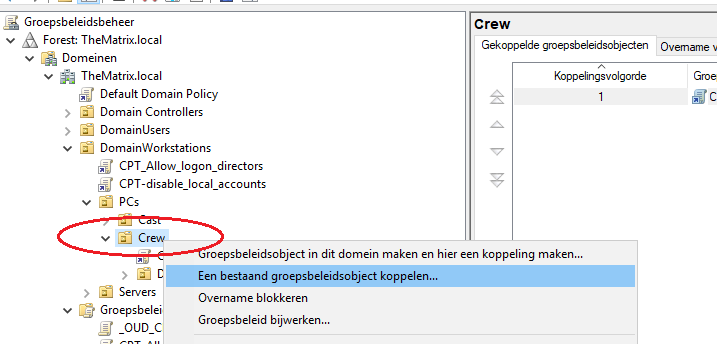 Groepsbeleidsbeheer
Forest: TheMatrix.local
Domeinen
TheMatrix.local
Default Domain Policy
Domain Controllers
DomainUsers
DomainWorkstations
CPT_Allow_logon_directors
CPT-disable_local_accounts
PCs
Cast
Crew
C
D
Servers
Groepsbelei
_OUD_C
Groepsbeleidsobject in dit domein maken en hier een koppeling maken...
Een bestaand groepsbeleidsobject koppelen...
Overname blokkeren
Groepsbeleid bijwerken...
Crew
Gekoppelde groepsbeleidsobjecten
Overname v
Koppelingsvolgorde
Groe
1
C